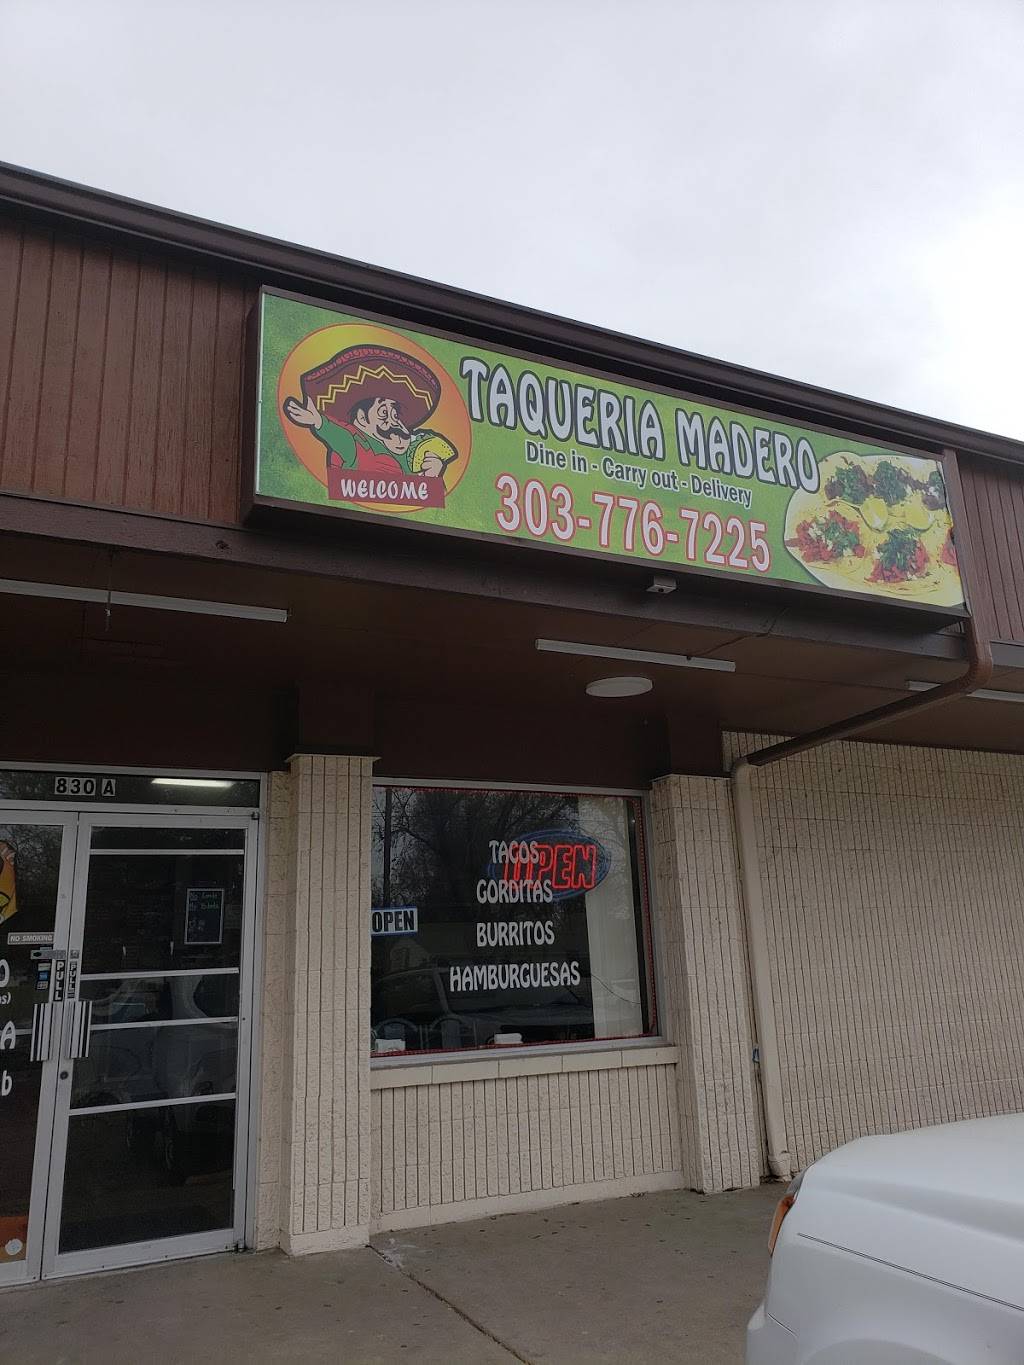 TAQUERIA MADERO
Dine in - Carry out - Delivery
303-776-7225
WELCOME
830 A
TACOS
OPEN
GORDITAS
OPEN
BURRITOS
HAMBURGUESAS
NO SMOKING
PULL
PULL